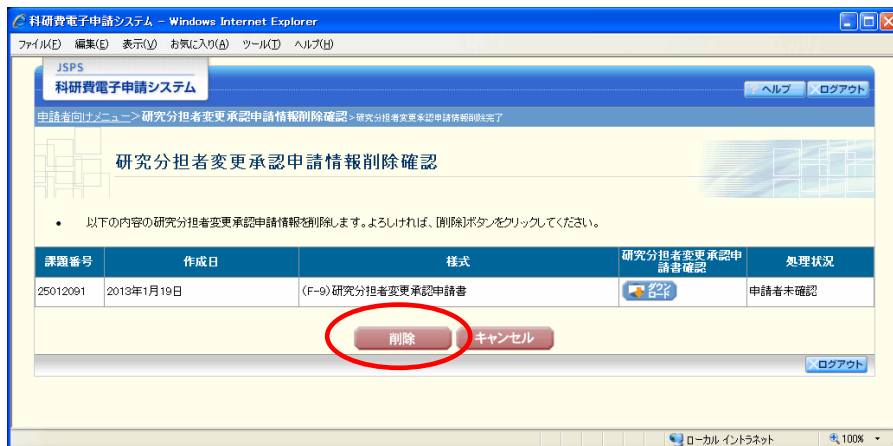 科研費電子申請システム - Windows Internet Explorer
ファイル(F) 編集(E) 表示(V) お気に入り(A) ツール(T) ヘルプ(H)
JSPS
科研費電子申請システム
? ヘルプ ログアウト
申請者向けメニュー>研究分担者変更承認申請情報削除確認>研究分担者変更承認申請情報削除完了
研究分担者変更承認申請情報削除確認
• 以下の内容の研究分担者変更承認申請情報を削除します。よろしければ、[削除]ボタンをクリックしてください。
課題番号 作成日 様式 研究分担者変更承認申請書確認 処理状況
25012091 2013年1月19日 (F-9)研究分担者変更承認申請書 ダウンロード 申請者未確認
削除 キャンセル
ログアウト
ローカル イントラネット 100%